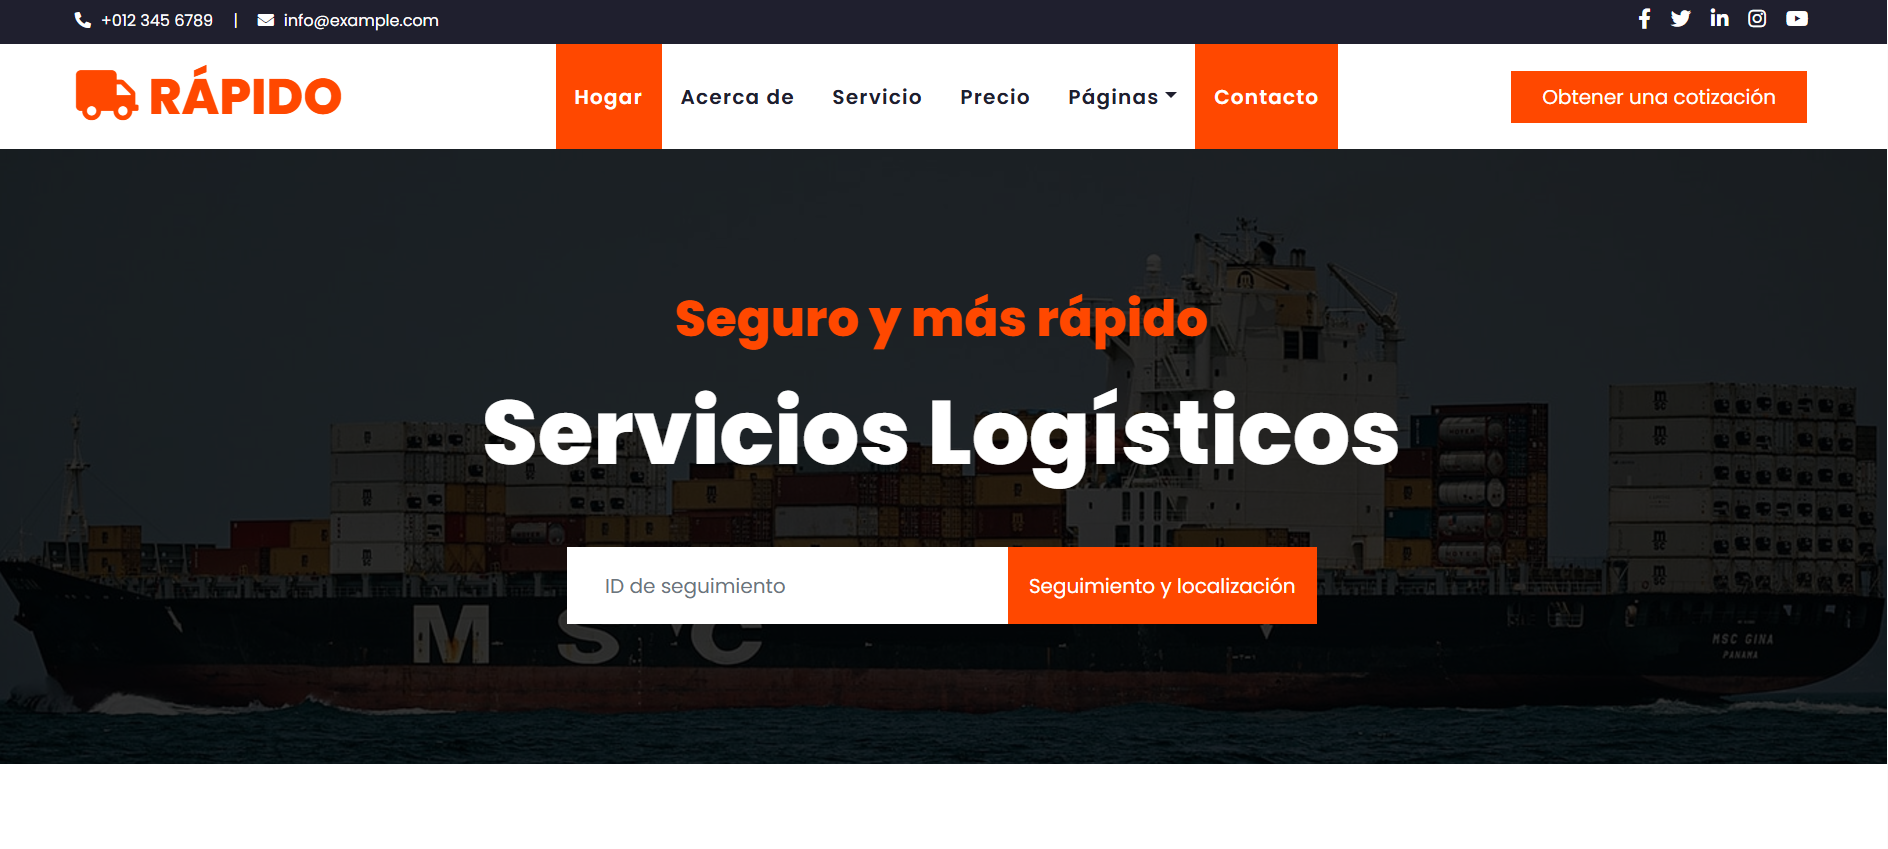 +012 345 6789 | info@example.com
RÁPIDO
Hogar Acerca de Servicio Precio Páginas Contacto
Obtener una cotización
Seguro y más rápido
Servicios Logísticos
ID de seguimiento
Seguimiento y localización
M S C
MSC GINA
PANAMA